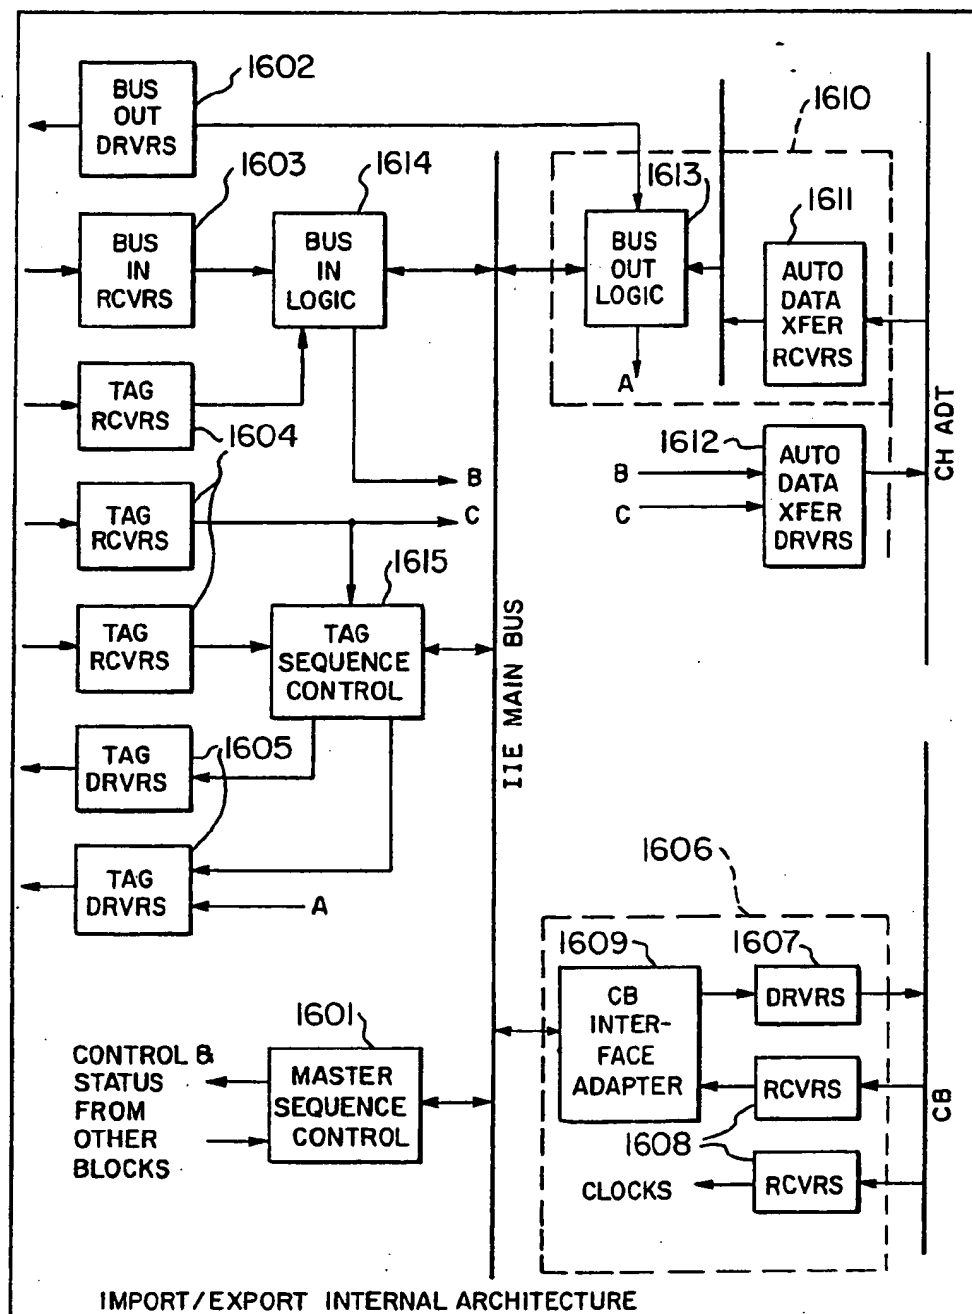 1602
BUS
OUT
DRVRS
1603
BUS
IN
RCVRS
1614
BUS
IN
LOGIC
TAG
RCVRS
1604
TAG
RCVRS
B
C
TAG
RCVRS
1615
TAG
SEQUENCE
CONTROL
TAG
DRVRS
1605
TAG
DRVRS
A
1601
CONTROL &
STATUS
FROM
OTHER
BLOCKS
MASTER
SEQUENCE
CONTROL
IIE MAIN BUS
1610
1613
BUS
OUT
LOGIC
A
1611
AUTO
DATA
XFER
RCVRS
1612
B
C
AUTO
DATA
XFER
DRVRS
CH ADT
1606
1609
CB
INTER-
FACE
ADAPTER
1607
DRVRS
RCVRS
1608
CLOCKS
RCVRS
CB
IMPORT/EXPORT INTERNAL ARCHITECTURE